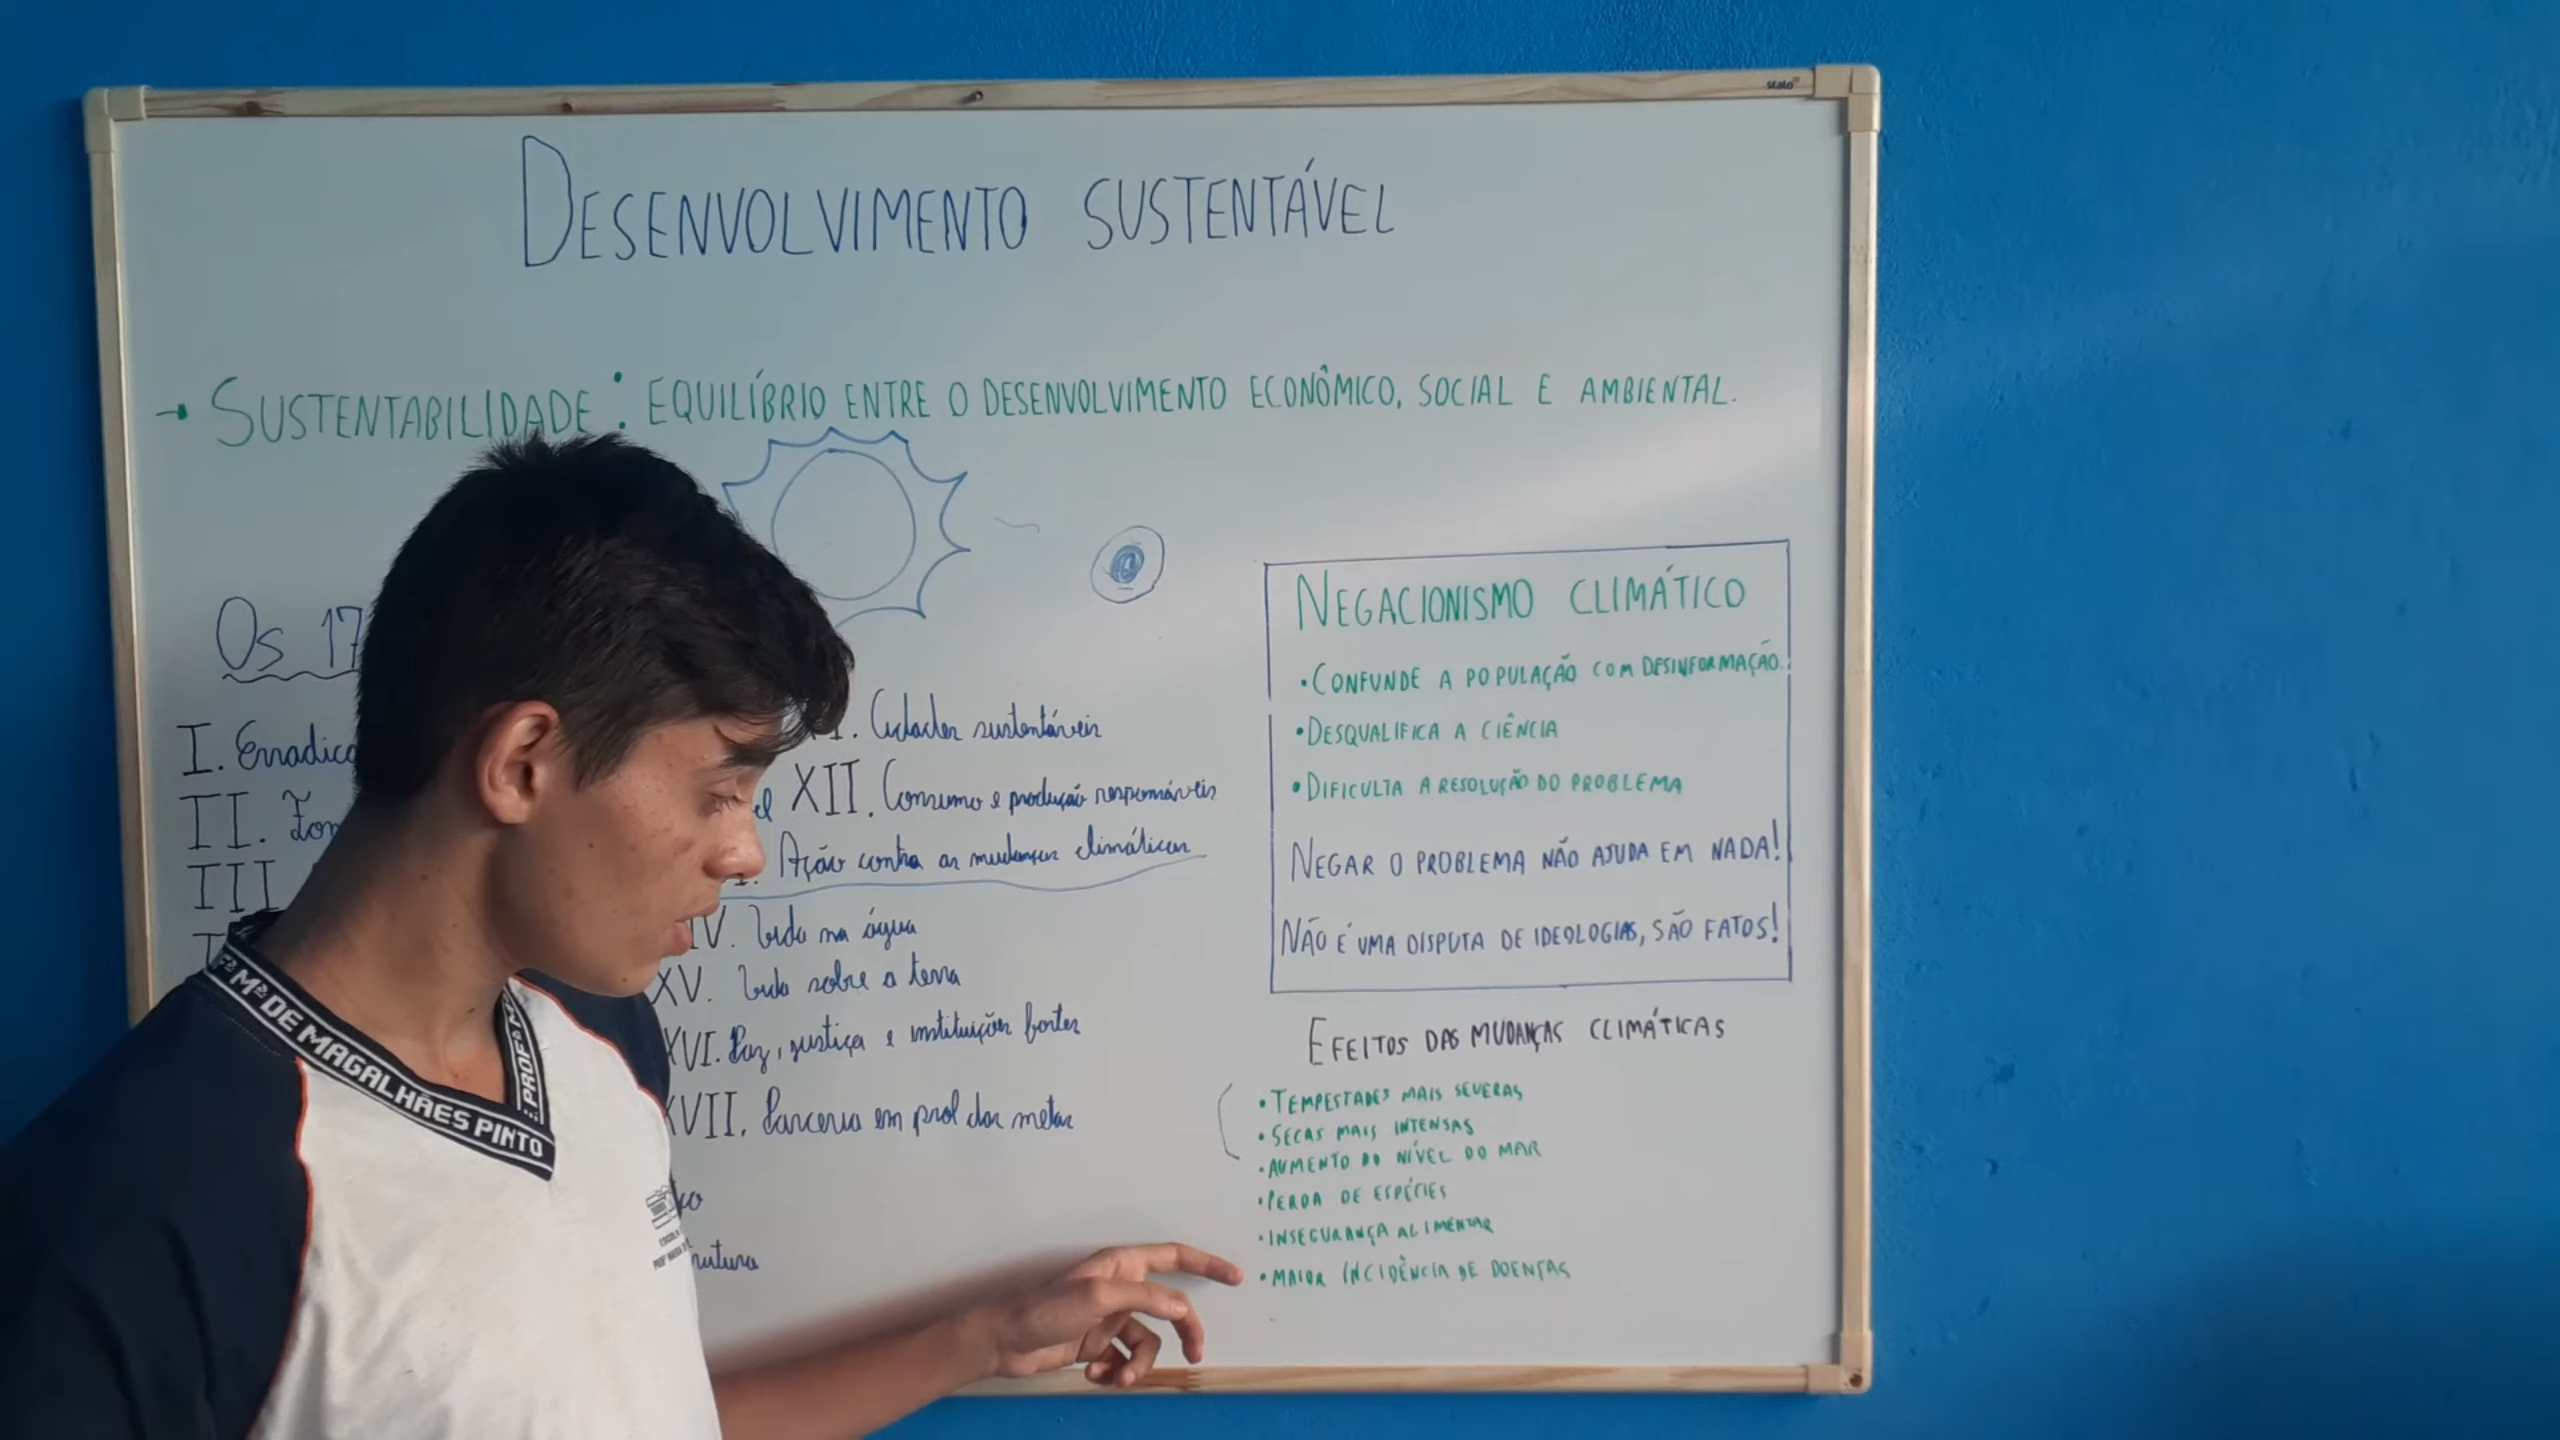 stalo
DESENVOLVIMENTO SUSTENTÁVEL
→ SUSTENTABILIDADE: EQUILÍBRIO ENTRE O DESENVOLVIMENTO ECONÔMICO, SOCIAL E AMBIENTAL.
Os 17
I. Erradica
II.
III
I. Cidades sustentáveis
XII. Consumo e produção responsáveis
I. Ação contra as mudanças climáticas
IV. Vida na água
XV. Vida sobre a terra
XVI. Paz, justiça e instituições fortes
XVII. Parceria em prol das metas
rutura
NEGACIONISMO CLIMÁTICO
•CONFUNDE A POPULAÇÃO COM DESINFORMAÇÃO.
•DESQUALIFICA A CIÊNCIA
•DIFICULTA A RESOLUÇÃO DO PROBLEMA
NEGAR O PROBLEMA NÃO AJUDA EM NADA!
NÃO É UMA DISPUTA DE IDEOLOGIAS, SÃO FATOS!
EFEITOS DAS MUDANÇAS CLIMÁTICAS
•TEMPESTADES MAIS SEVERAS
•SECAS MAIS INTENSAS
•AUMENTO DO NÍVEL DO MAR
•PERDA DE ESPÉCIES
•INSEGURANÇA ALIMENTAR
•MAIOR INCIDÊNCIA DE DOENÇAS
Fª Mª DE MAGALHÃES PINTO
PROFª M